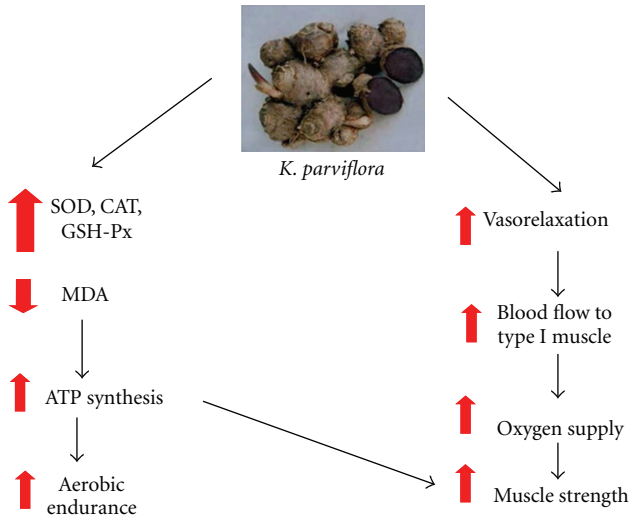 K. parviflora
SOD, CAT,
GSH-Px
MDA
ATP synthesis
Aerobic
endurance
Vasorelaxation
Blood flow to
type I muscle
Oxygen supply
Muscle strength